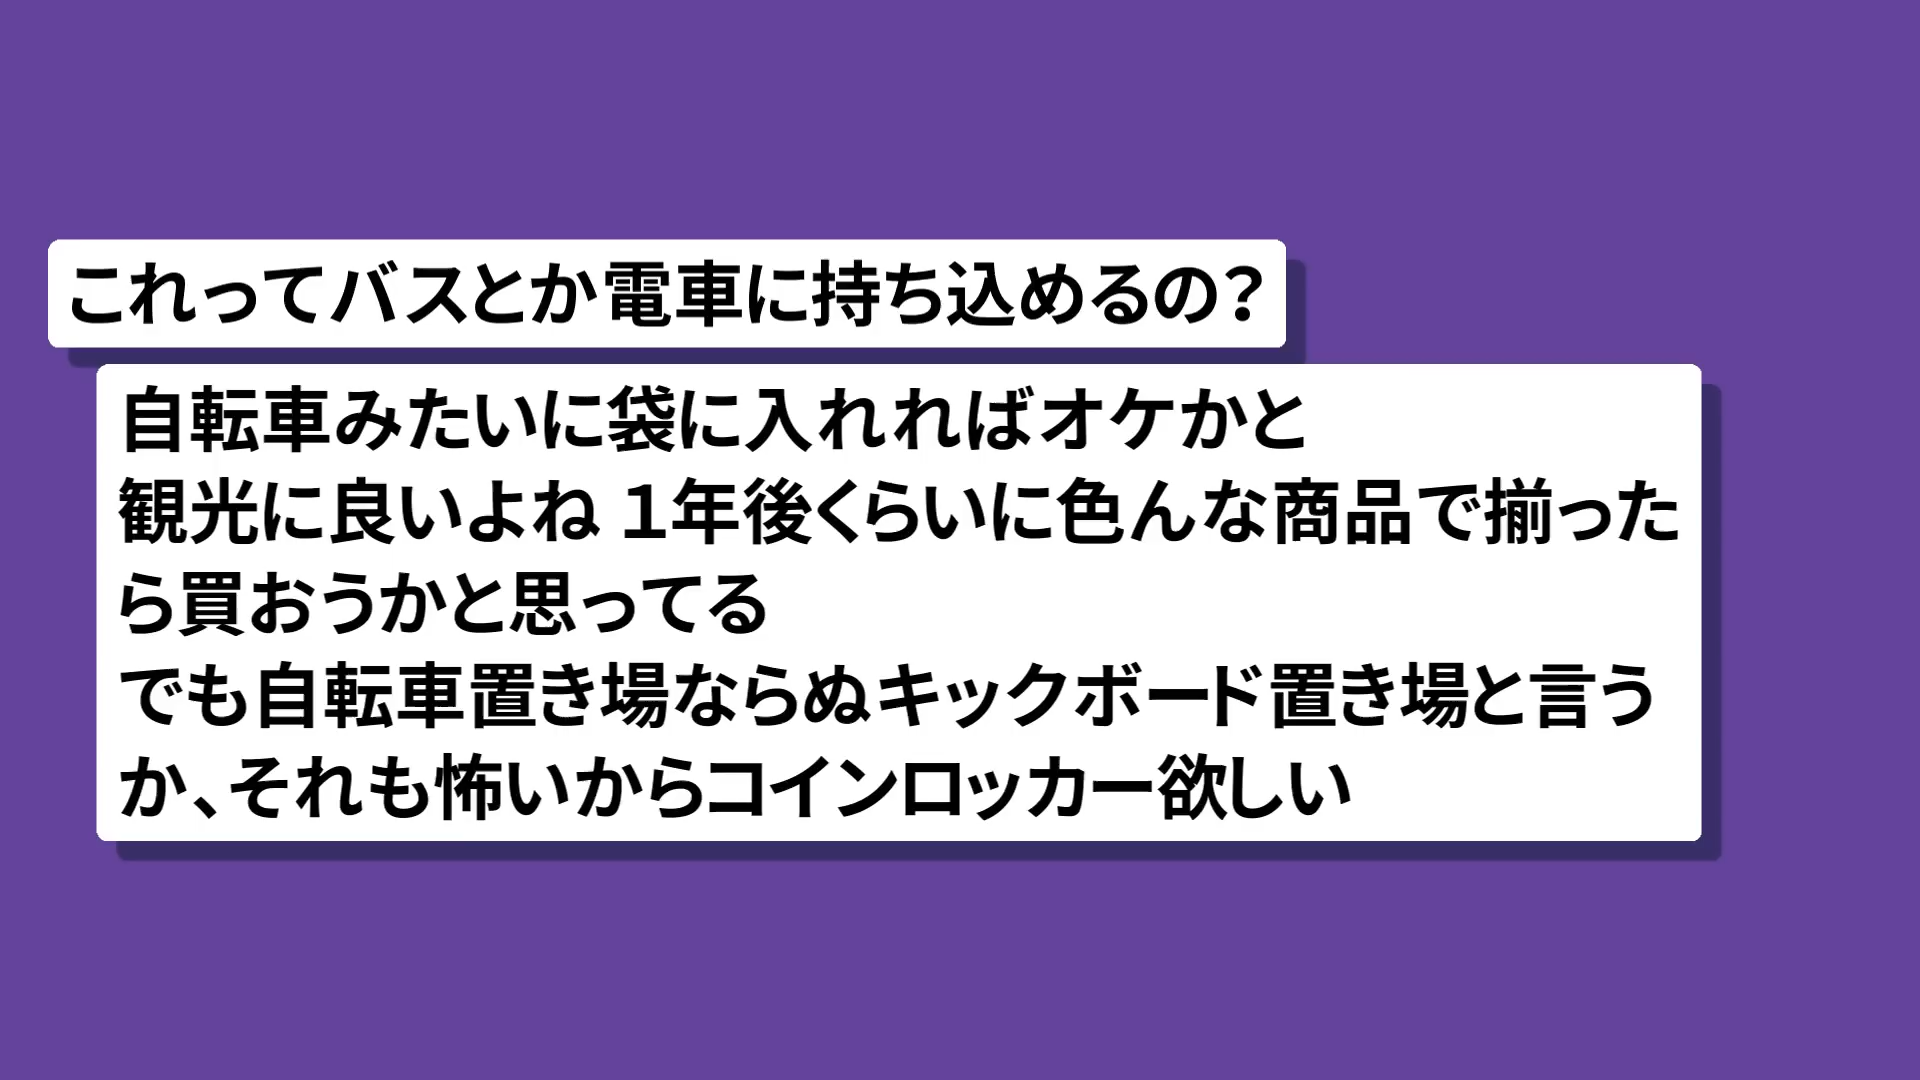 これってバスとか電車に持ち込めるの？
自転車みたいに袋に入れればオケかと
観光に良いよね １年後くらいに色んな商品で揃った
ら買おうかと思ってる
でも自転車置き場ならぬキックボード置き場と言う
か、それも怖いからコインロッカー欲しい